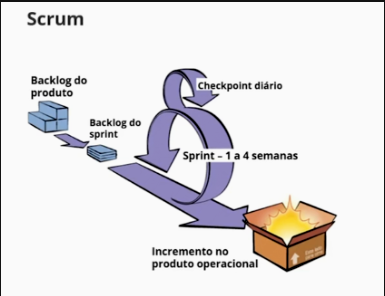 Scrum
Backlog do
produto
Checkpoint diário
Backlog do
sprint
Sprint – 1 a 4 semanas
Incremento no
produto operacional